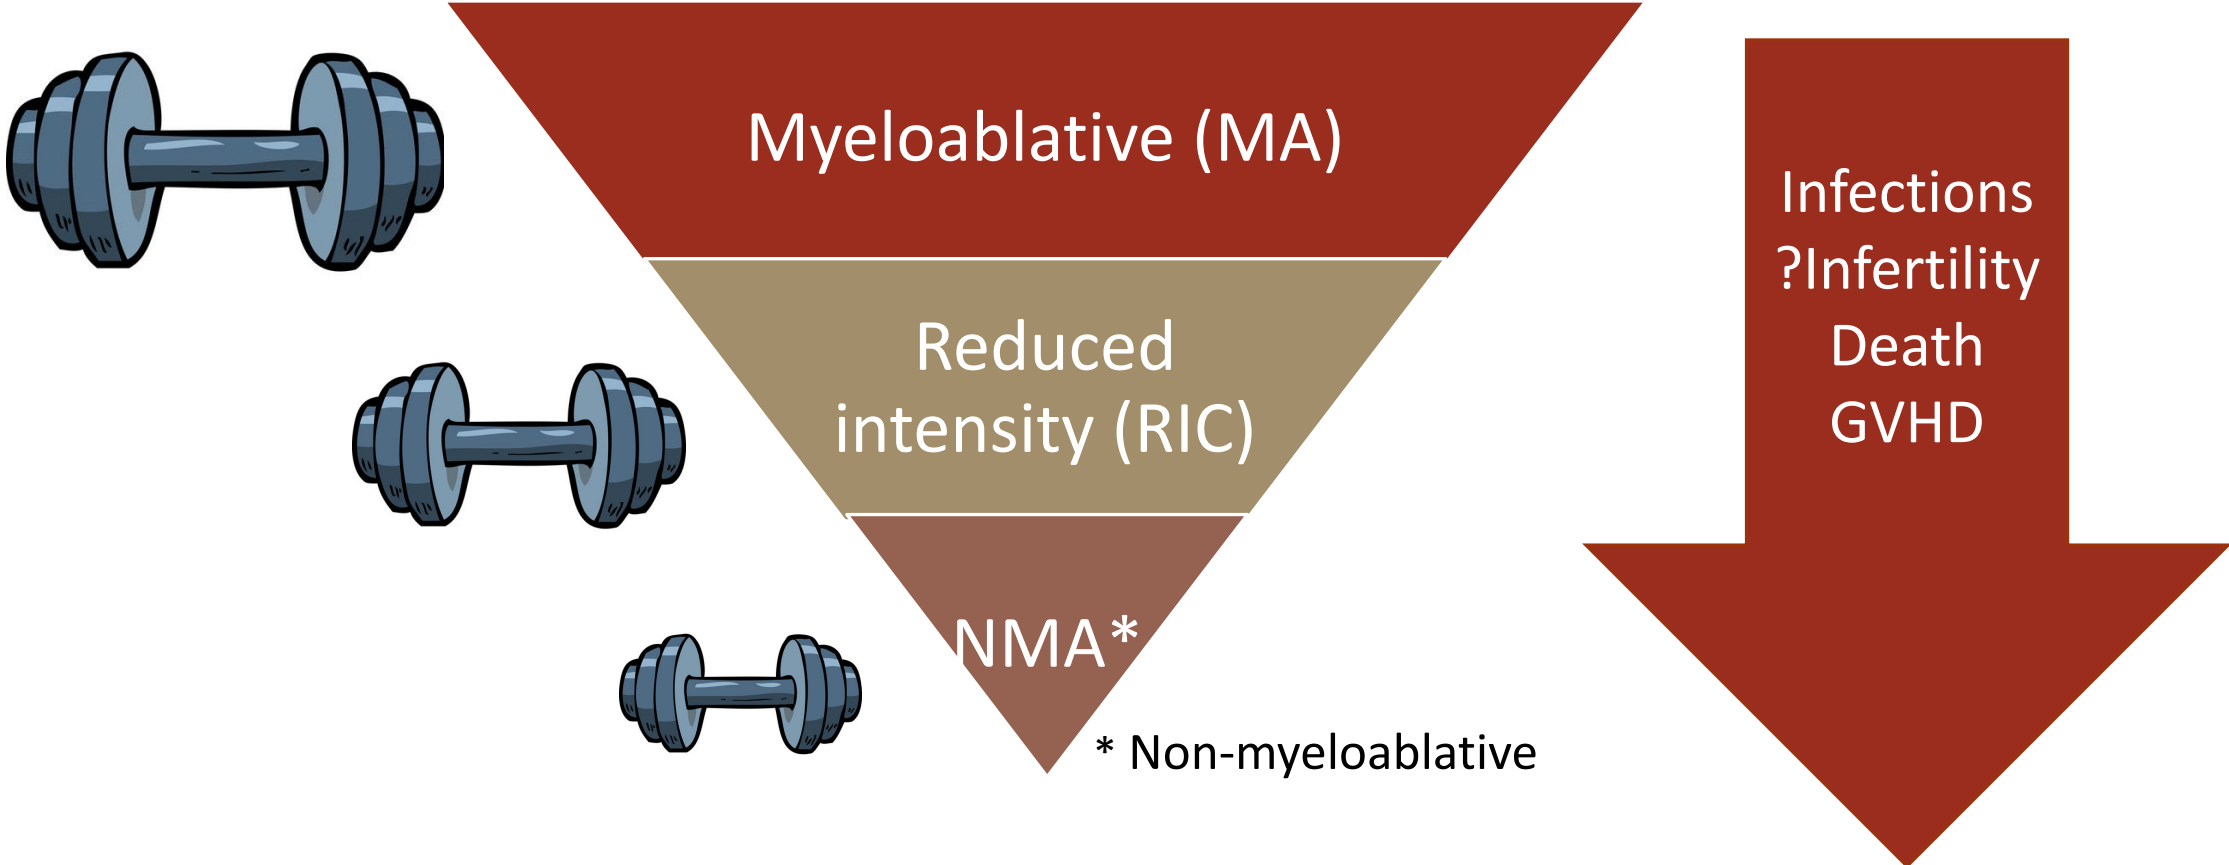 Myeloablative (MA)
Reduced
intensity (RIC)
NMA*
* Non-myeloablative
Infections
?Infertility
Death
GVHD